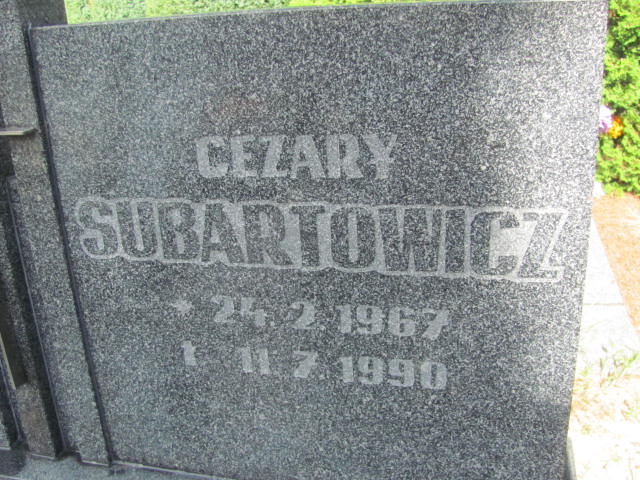 CEZARY
SUBARTOWICZ
* 24.2.1967
† 11 7 1990